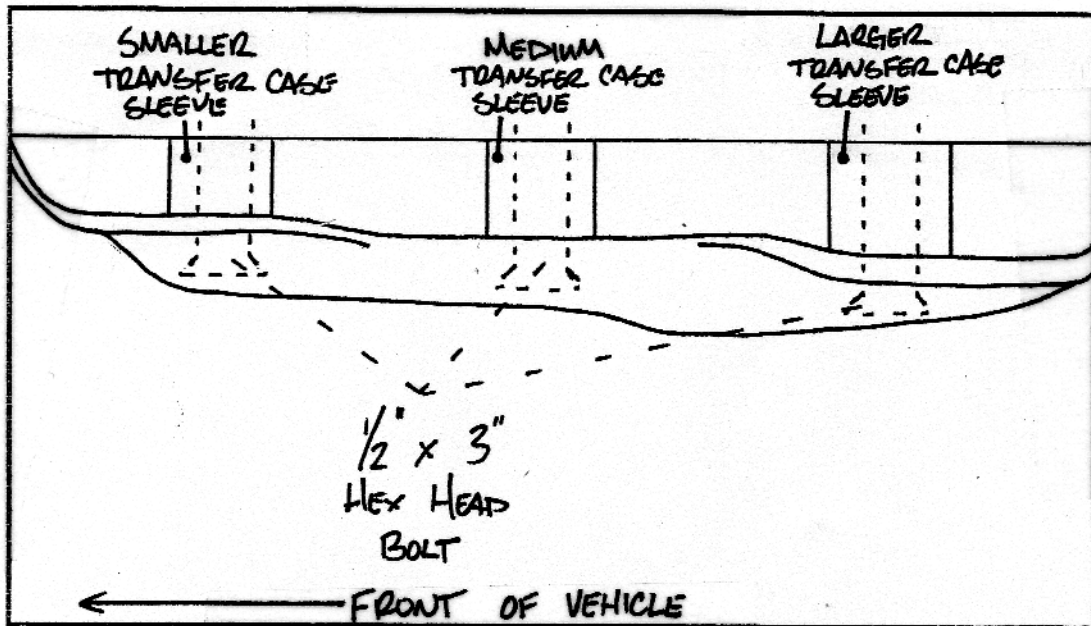 SMALLER
TRANSFER CASE
SLEEVE
MEDIUM
TRANSFER CASE
SLEEVE
LARGER
TRANSFER CASE
SLEEVE
1/2" x 3"
HEX HEAD
BOLT
FRONT OF VEHICLE